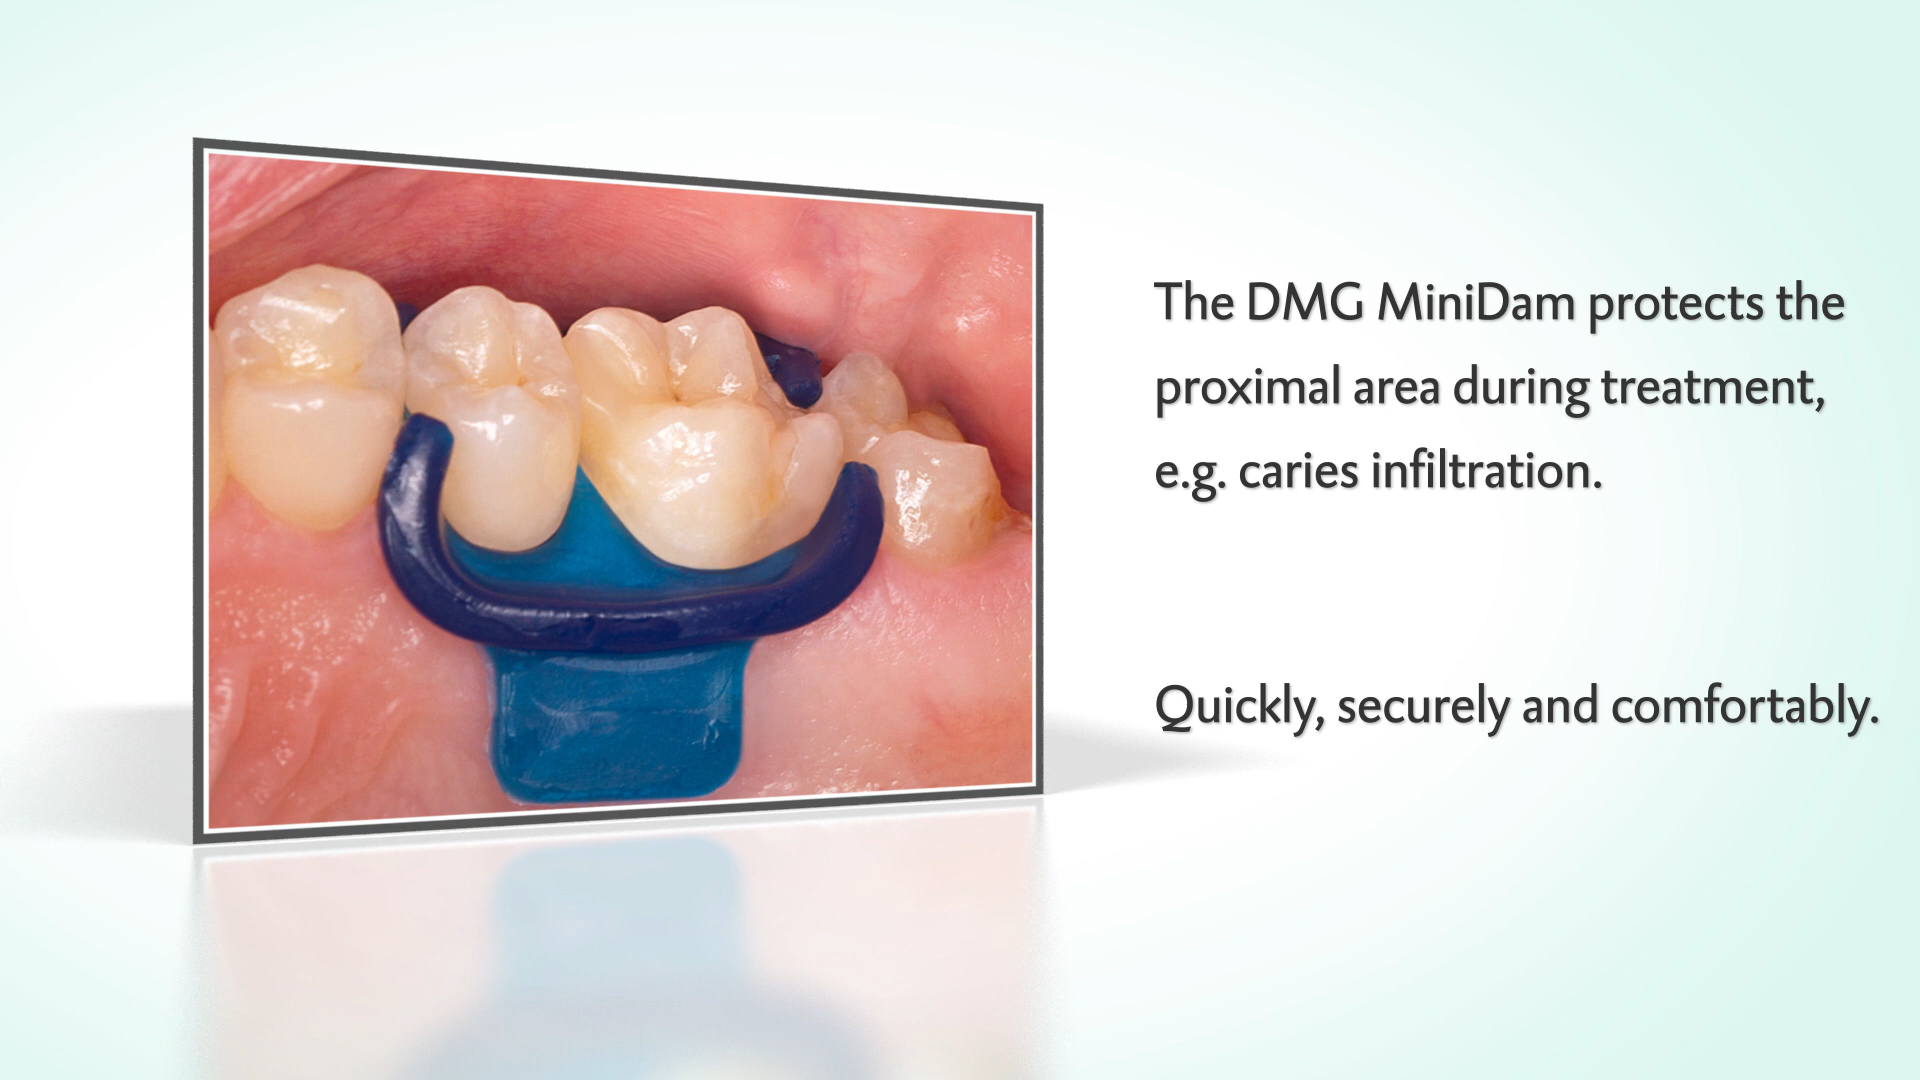 The DMG MiniDam protects the
proximal area during treatment,
e.g. caries infiltration.
Quickly, securely and comfortably.